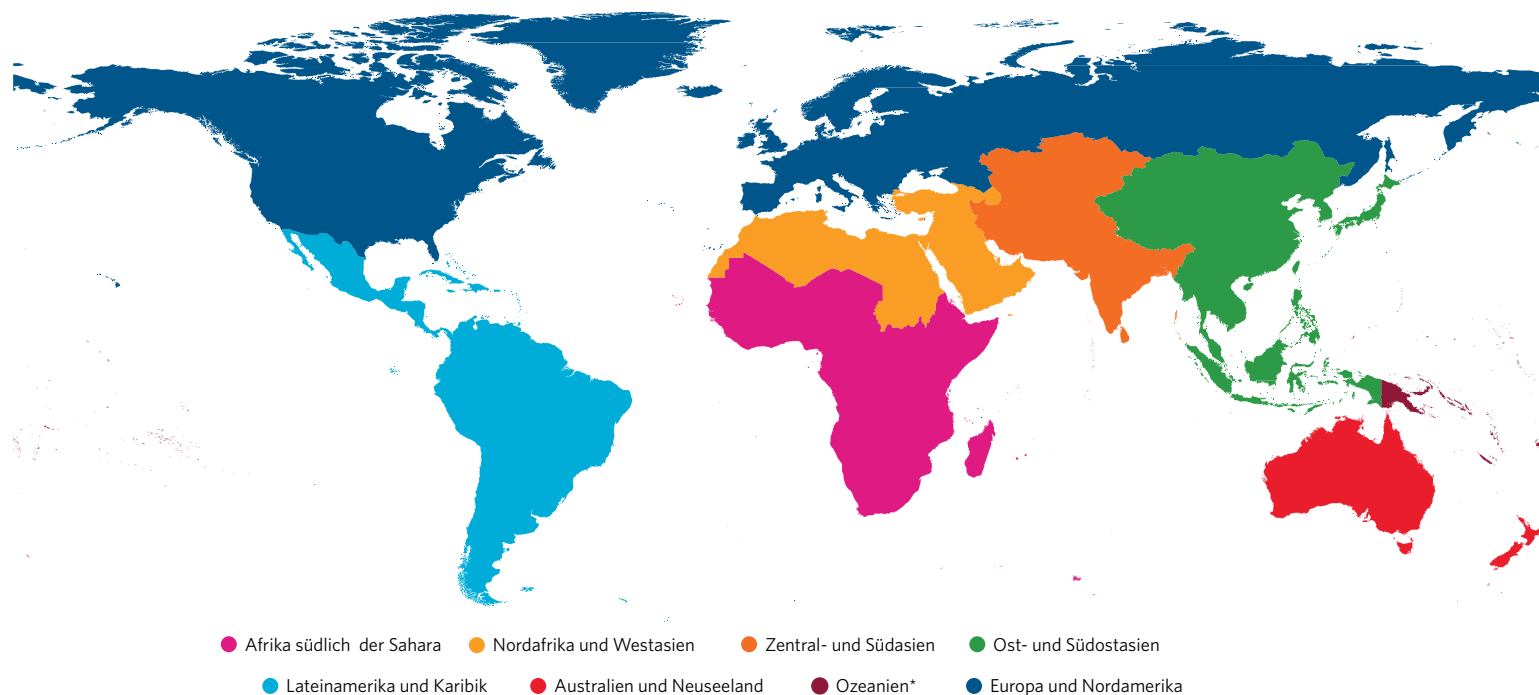 Afrika südlich der Sahara Nordafrika und Westasien Zentral- und Südasien Ost- und Südostasien
Lateinamerika und Karibik Australien und Neuseeland Ozeanien* Europa und Nordamerika